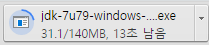 jdk-7u79-windows-....exe
31.1/140MB, 13초 남음